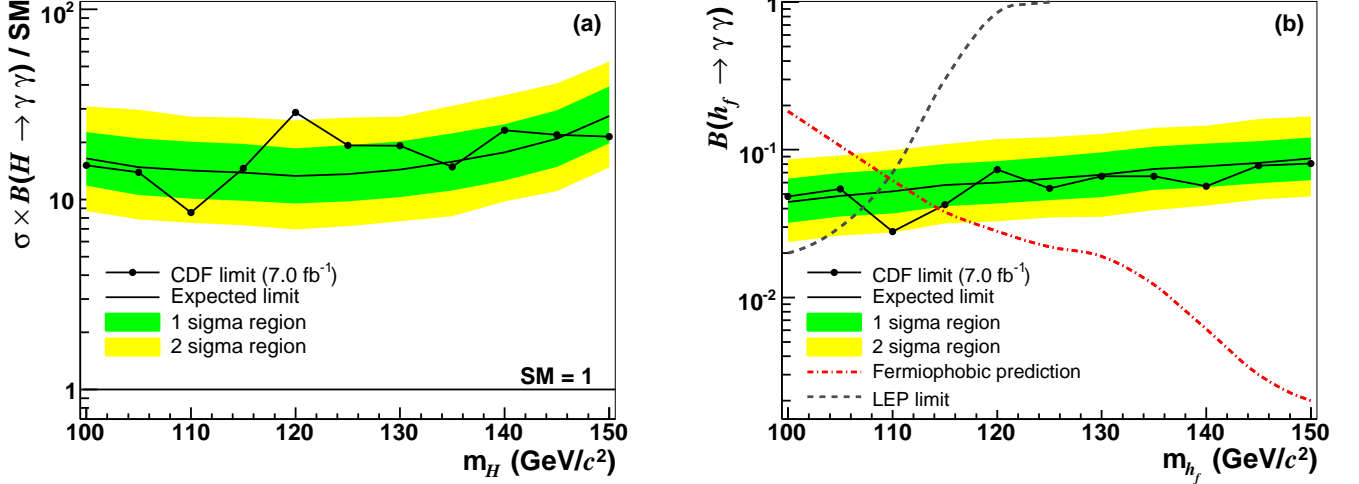 σ × B(H → γ γ) / SM
10²
10
1
(a)
CDF limit (7.0 fb⁻¹)
Expected limit
1 sigma region
2 sigma region
SM = 1
100 110 120 130 140 150
m_H (GeV/c²)
B(h_f → γ γ)
1
10⁻¹
10⁻²
(b)
CDF limit (7.0 fb⁻¹)
Expected limit
1 sigma region
2 sigma region
Fermiophobic prediction
LEP limit
100 110 120 130 140 150
m_{h_f} (GeV/c²)